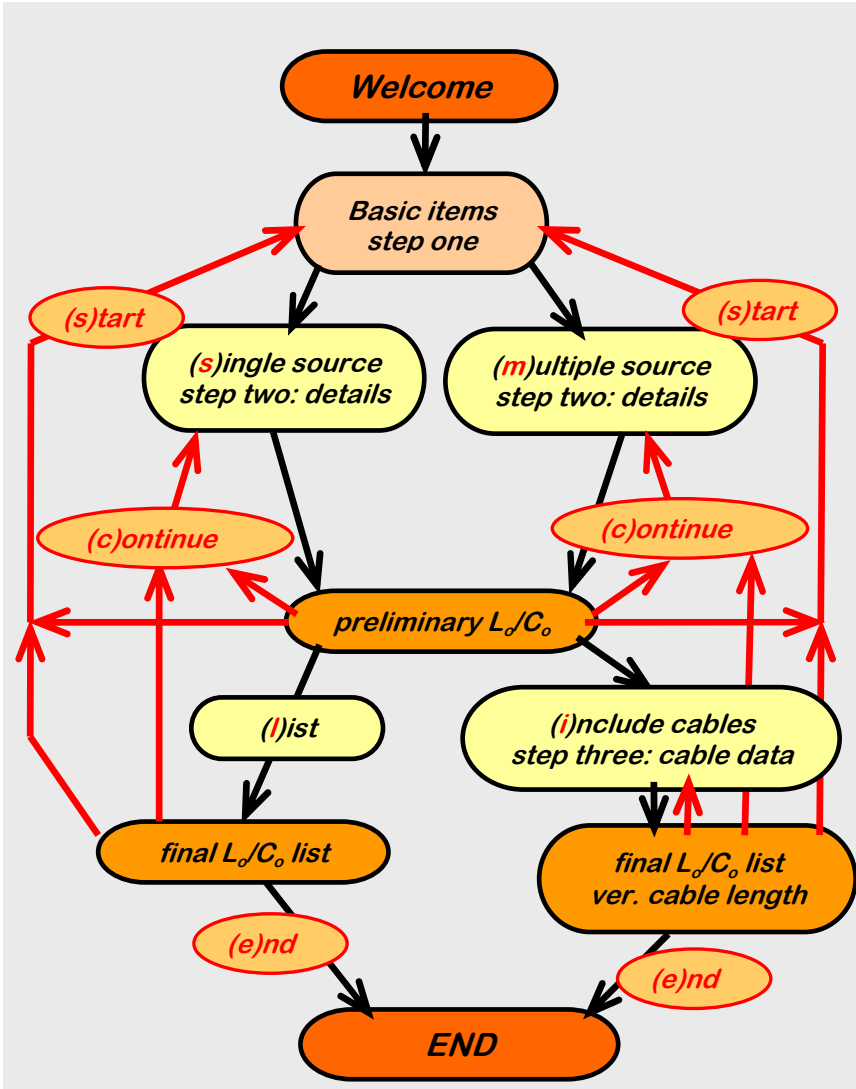 Welcome
Basic items
step one
(s)tart
(s)tart
(s)ingle source
step two: details
(m)ultiple source
step two: details
(c)ontinue
(c)ontinue
preliminary Lₒ/Cₒ
(l)ist
(i)nclude cables
step three: cable data
final Lₒ/Cₒ list
final Lₒ/Cₒ list
ver. cable length
(e)nd
(e)nd
END